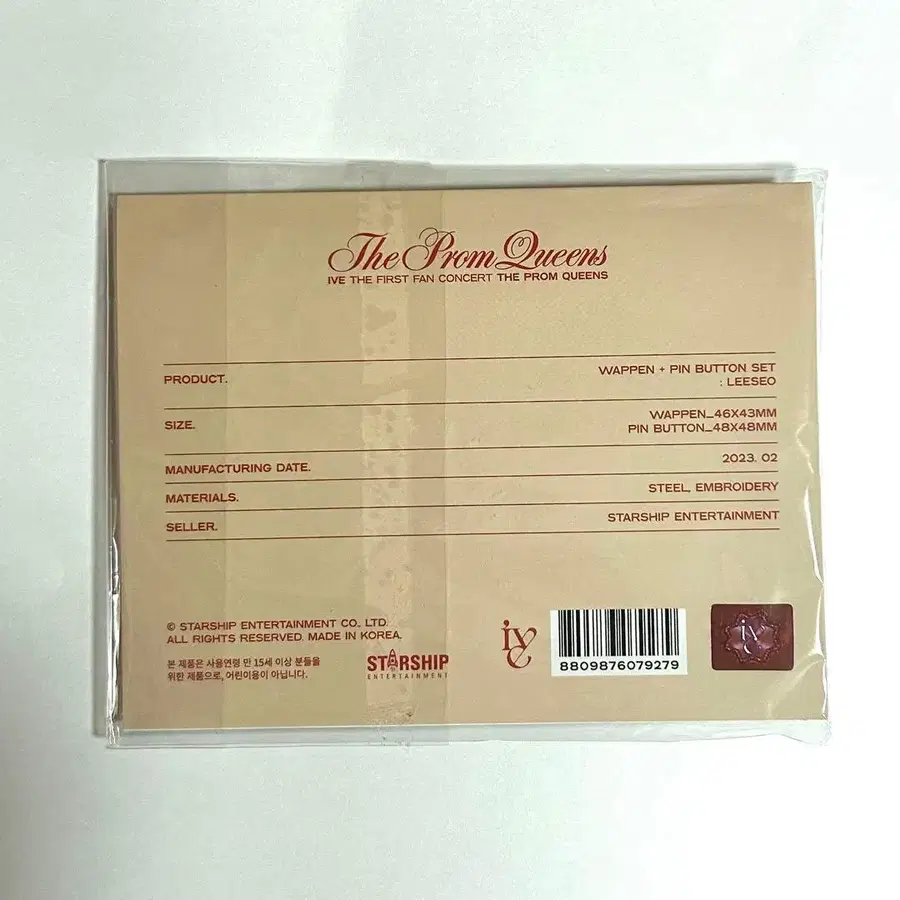 The Prom Queens
IVE THE FIRST FAN CONCERT THE PROM QUEENS
PRODUCT. WAPPEN + PIN BUTTON SET
: LEESEO
SIZE. WAPPEN_46X43MM
PIN BUTTON_48X48MM
MANUFACTURING DATE. 2023. 02
MATERIALS. STEEL, EMBROIDERY
SELLER. STARSHIP ENTERTAINMENT
© STARSHIP ENTERTAINMENT CO., LTD.
ALL RIGHTS RESERVED. MADE IN KOREA.
본 제품은 사용연령 만 15세 이상 분들을
위한 제품으로, 어린이용이 아닙니다.
STARSHIP
ENTERTAINMENT
IVE
8809876079279
IVE